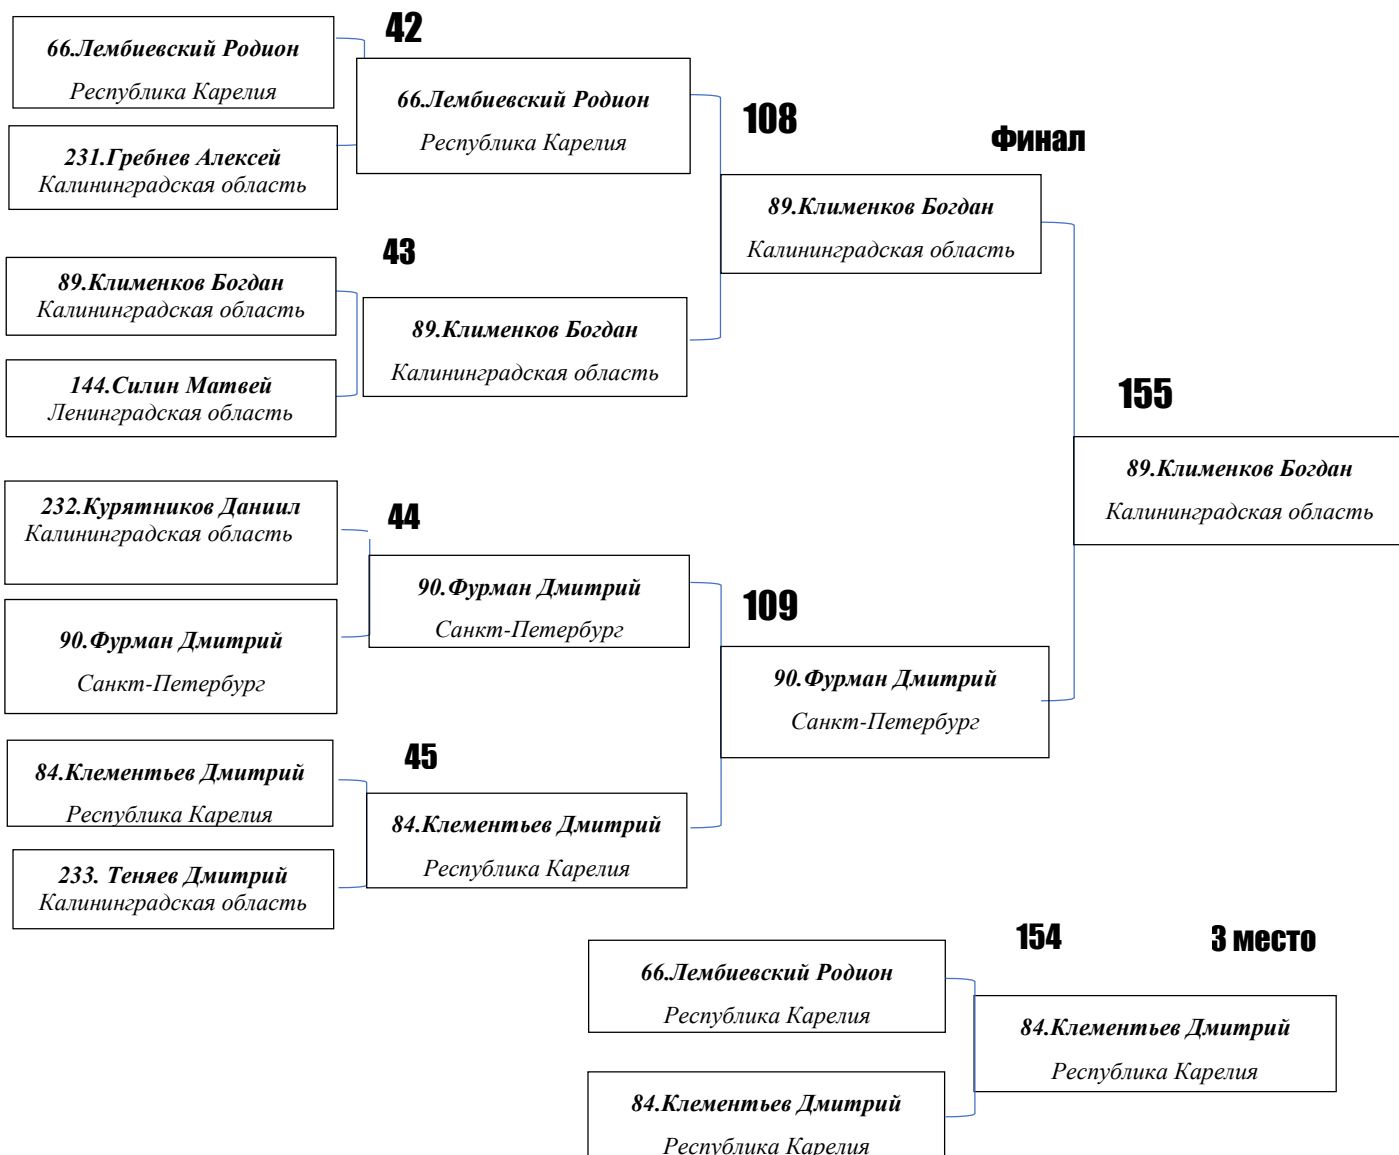 42
66.Лембиевский Родион
Республика Карелия
66.Лембиевский Родион
Республика Карелия
108
Финал
231.Гребнев Алексей
Калининградская область
89.Клименков Богдан
Калининградская область
43
89.Клименков Богдан
Калининградская область
89.Клименков Богдан
Калининградская область
144.Силин Матвей
Ленинградская область
155
89.Клименков Богдан
Калининградская область
232.Курятников Даниил
Калининградская область
44
90.Фурман Дмитрий
Санкт-Петербург
109
90.Фурман Дмитрий
Санкт-Петербург
90.Фурман Дмитрий
Санкт-Петербург
45
84.Клементьев Дмитрий
Республика Карелия
84.Клементьев Дмитрий
Республика Карелия
233. Теняев Дмитрий
Калининградская область
154
3 место
66.Лембиевский Родион
Республика Карелия
84.Клементьев Дмитрий
Республика Карелия
84.Клементьев Дмитрий
Республика Карелия